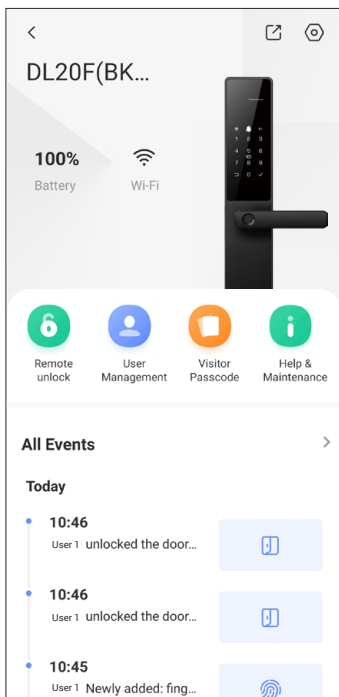 DL20F(BK...
100%
Battery
Wi-Fi
Remote
unlock
User
Management
Visitor
Passcode
Help &
Maintenance
All Events
Today
10:46
User 1 unlocked the door...
10:46
User 1 unlocked the door...
10:45
User 1 Newly added: fing...